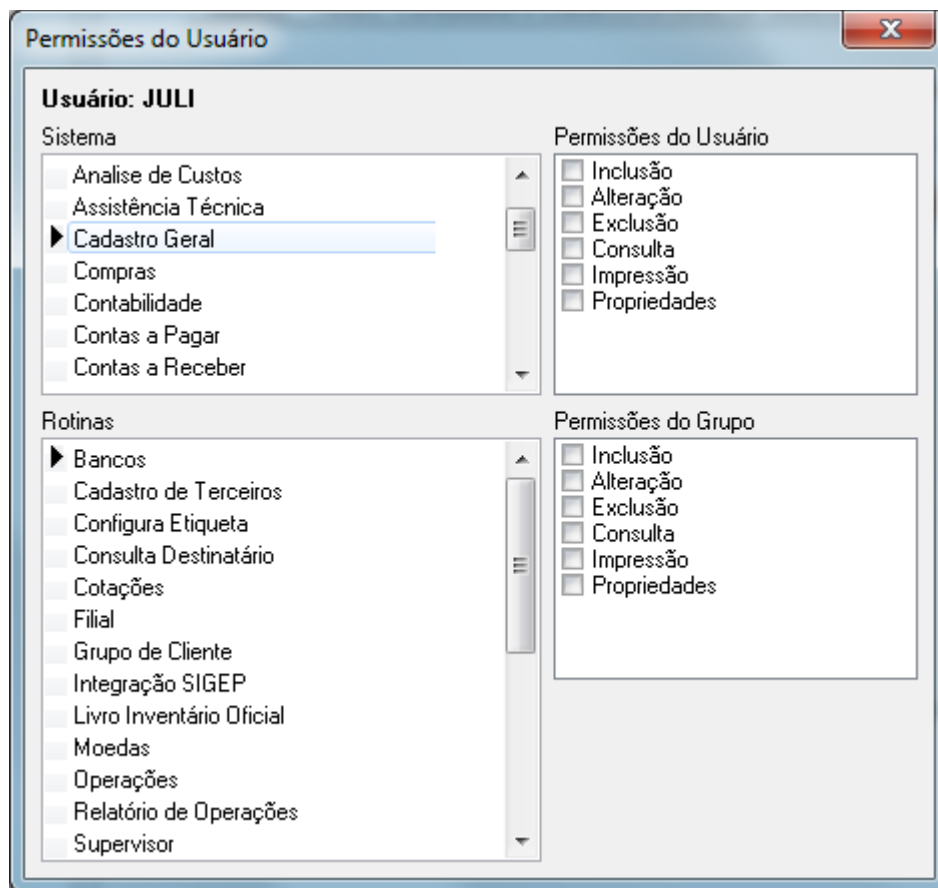 Permissões do Usuário
Usuário: JULI
Sistema
Analise de Custos
Assistência Técnica
Cadastro Geral
Compras
Contabilidade
Contas a Pagar
Contas a Receber
Permissões do Usuário
Inclusão
Alteração
Exclusão
Consulta
Impressão
Propriedades
Rotinas
Bancos
Cadastro de Terceiros
Configura Etiqueta
Consulta Destinatário
Cotações
Filial
Grupo de Cliente
Integração SIGEP
Livro Inventário Oficial
Moedas
Operações
Relatório de Operações
Supervisor
Permissões do Grupo
Inclusão
Alteração
Exclusão
Consulta
Impressão
Propriedades